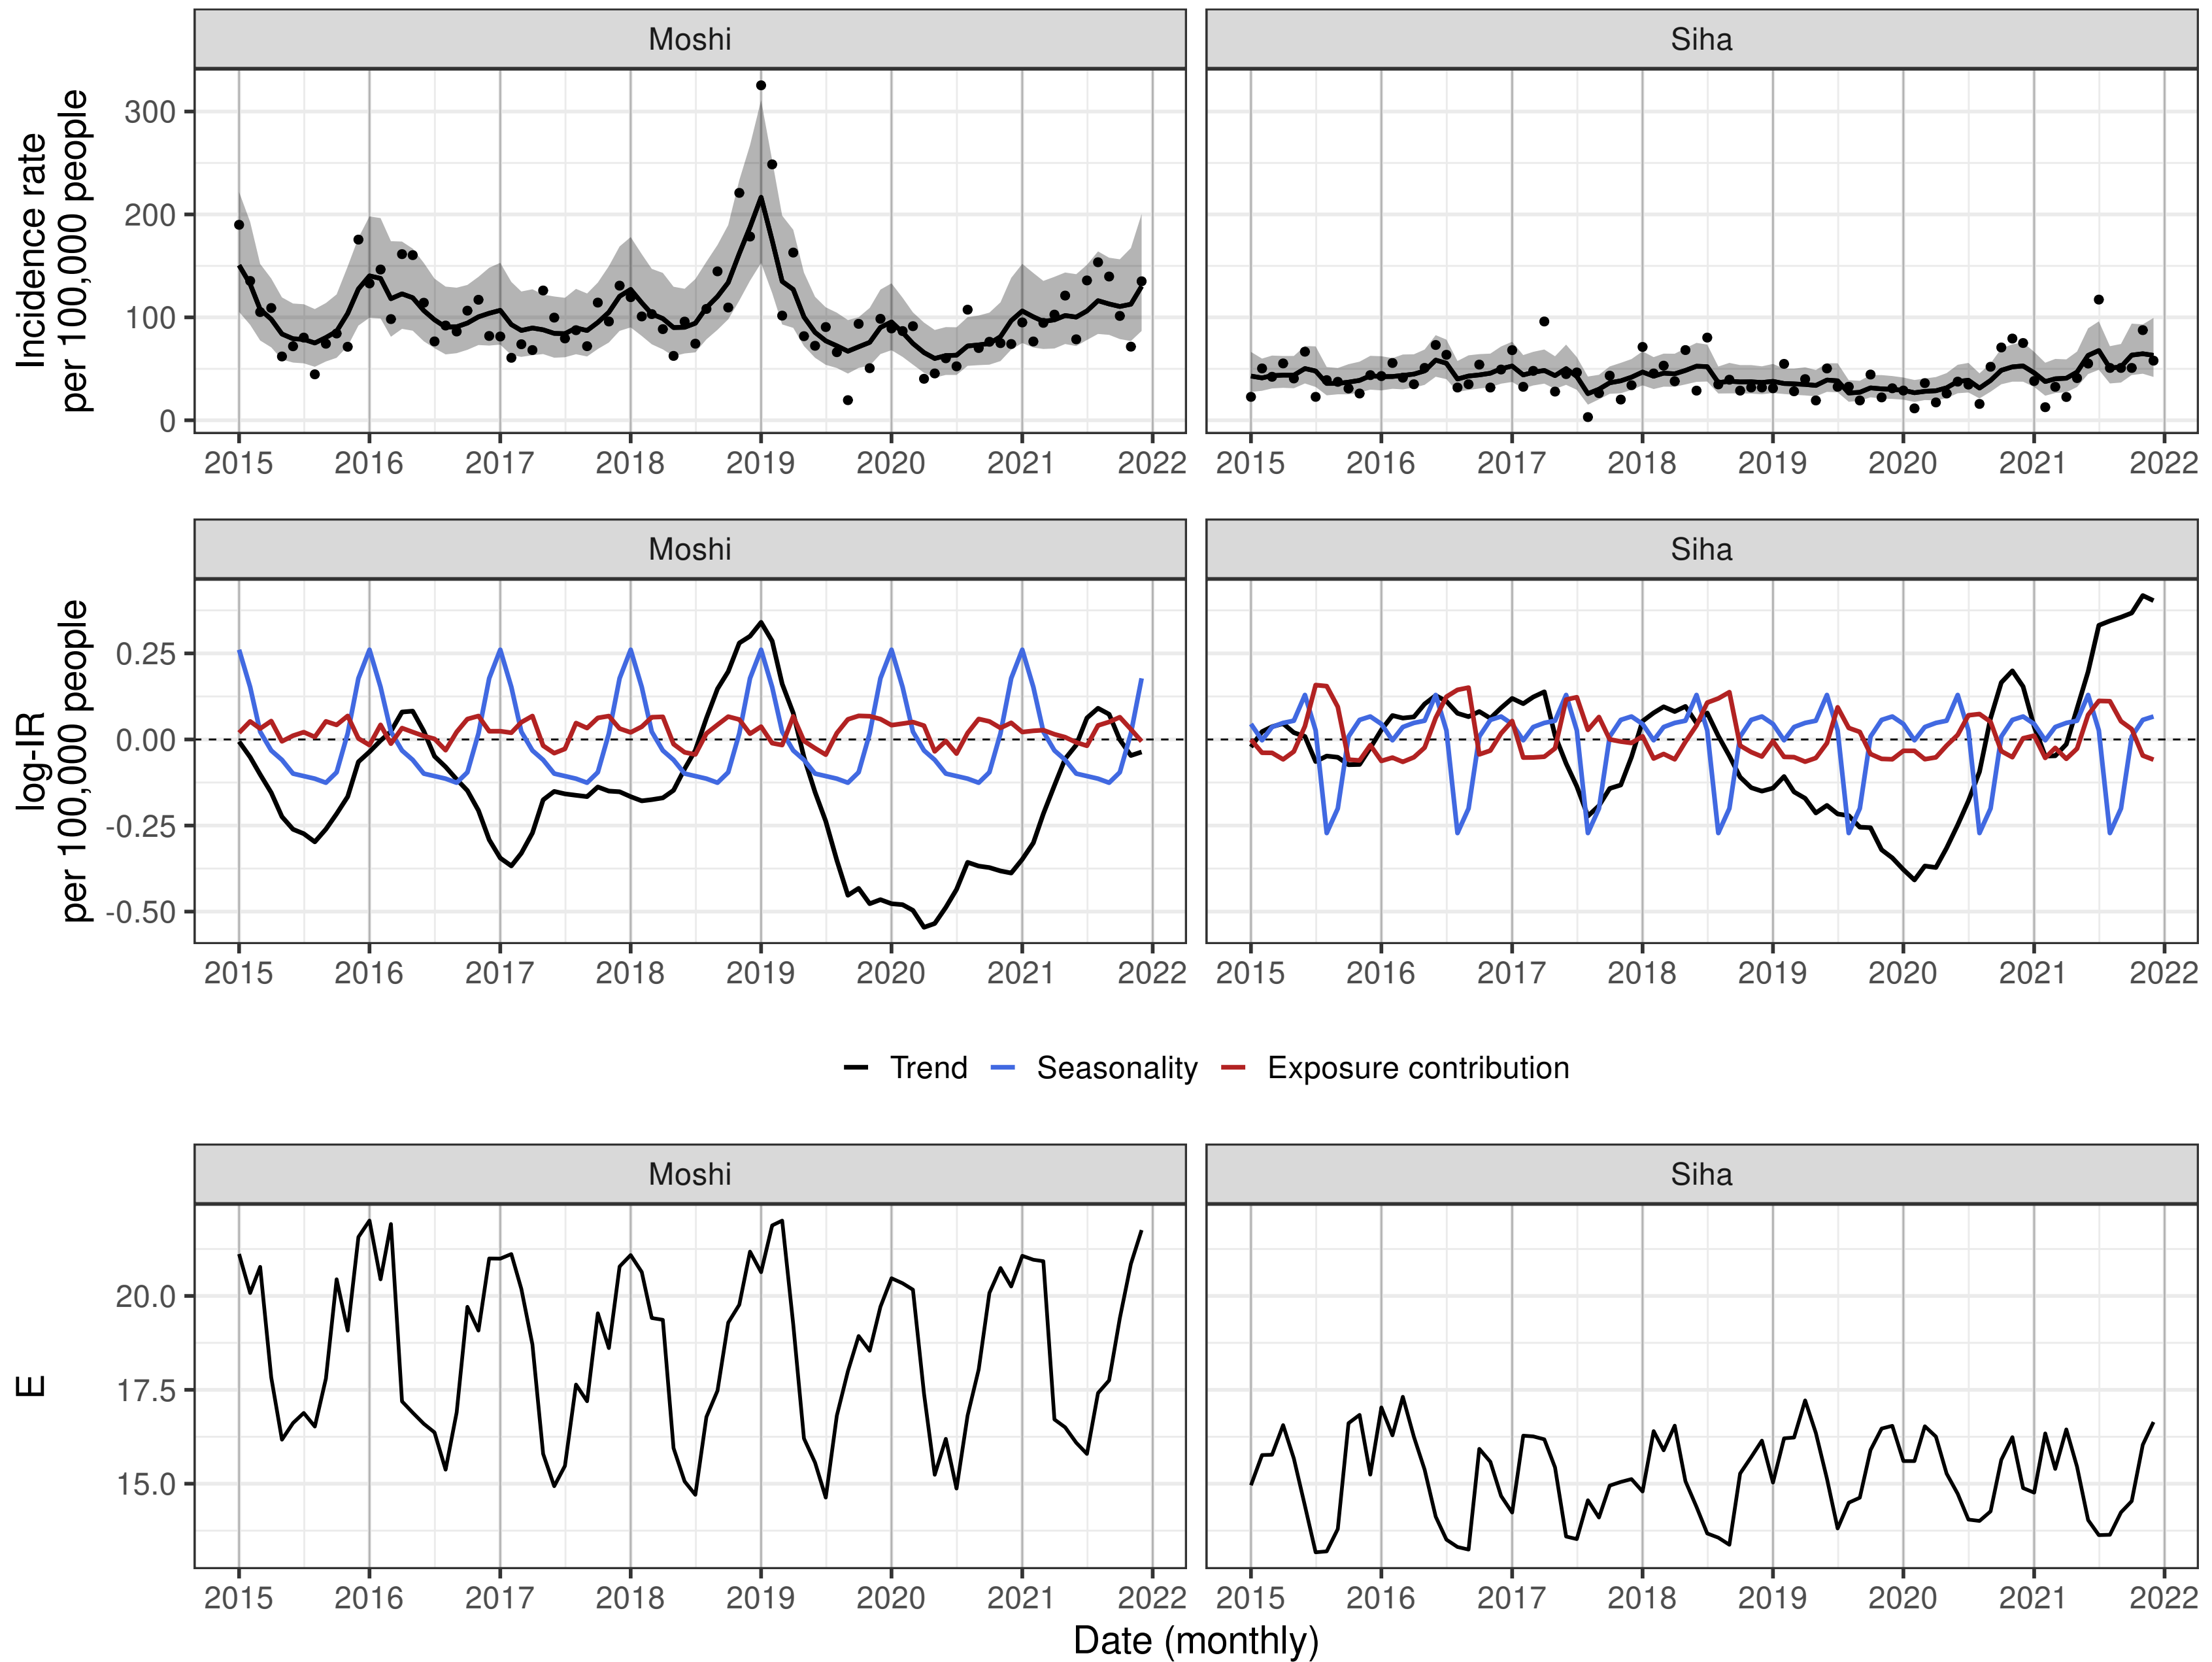 Moshi
Siha
Incidence rate
per 100,000 people
300
200
100
0
2015 2016 2017 2018 2019 2020 2021 2022
2015 2016 2017 2018 2019 2020 2021 2022
Moshi
Siha
log-IR
per 100,000 people
0.25
0.00
-0.25
-0.50
2015 2016 2017 2018 2019 2020 2021 2022
2015 2016 2017 2018 2019 2020 2021 2022
Trend Seasonality Exposure contribution
Moshi
Siha
E
20.0
17.5
15.0
2015 2016 2017 2018 2019 2020 2021 2022
2015 2016 2017 2018 2019 2020 2021 2022
Date (monthly)